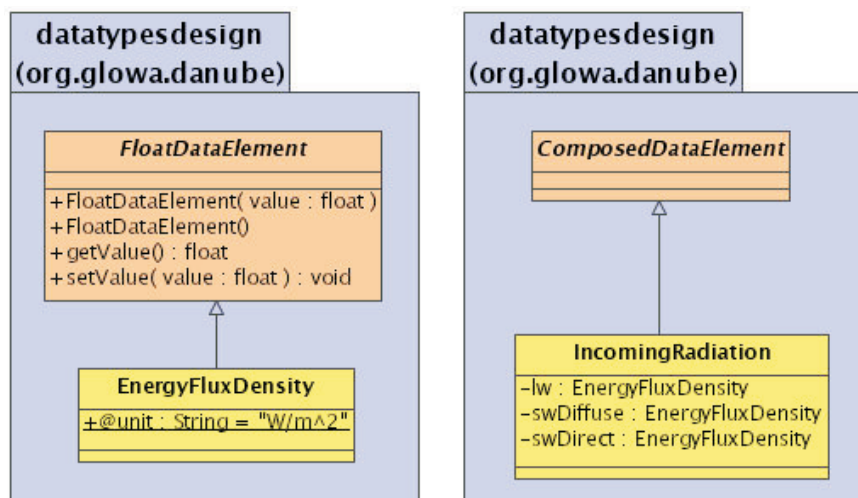 datatypesdesign
(org.glowa.danube)
FloatDataElement
+FloatDataElement( value : float )
+FloatDataElement()
+getValue() : float
+setValue( value : float ) : void
EnergyFluxDensity
+@unit : String = "W/m^2"
datatypesdesign
(org.glowa.danube)
ComposedDataElement
IncomingRadiation
-lw : EnergyFluxDensity
-swDiffuse : EnergyFluxDensity
-swDirect : EnergyFluxDensity